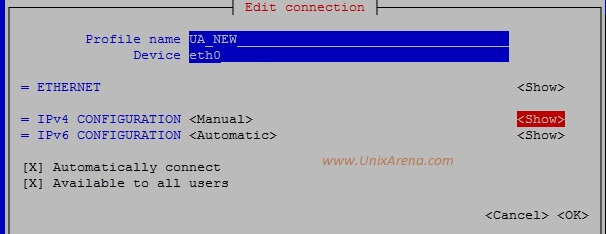 Edit connection
Profile name UA_NEW
Device eth0
= ETHERNET <Show>
= IPv4 CONFIGURATION <Manual> <Show>
= IPv6 CONFIGURATION <Automatic> <Show>
[X] Automatically connect
www.UnixArena.com
[X] Available to all users
<Cancel> <OK>